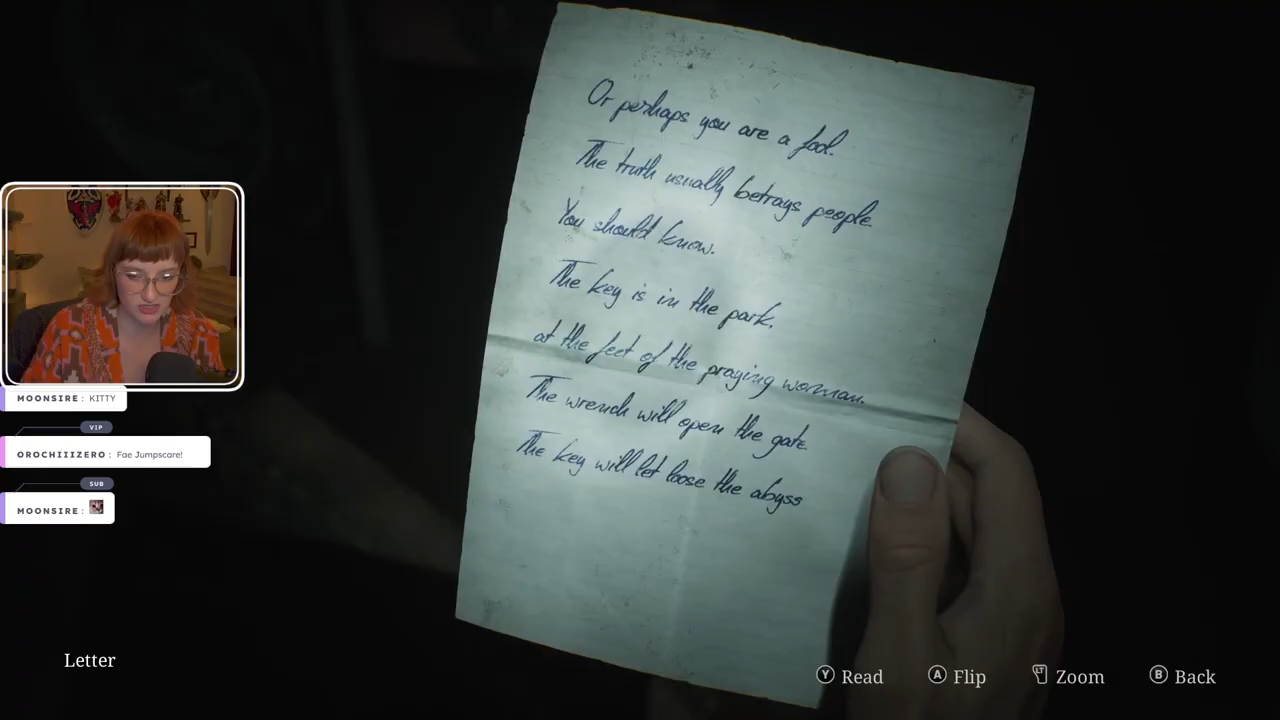 Or perhaps you are a fool.
The truth usually betrays people.
You should know.
The key is in the park.
at the feet of the praying woman.
The wrench will open the gate.
The key will let loose the abyss
MOONSIRE : KITTY
VIP
OROCHIIIZERO : Fae Jumpscare!
SUB
MOONSIRE :
Letter
Y Read
A Flip
LT Zoom
B Back